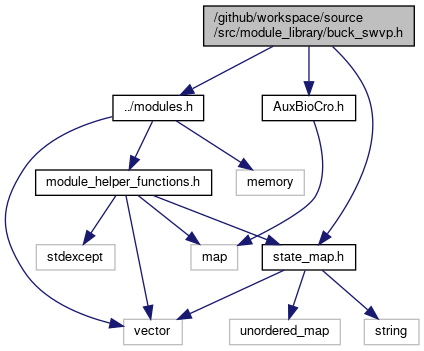 /github/workspace/source
/src/module_library/buck_swvp.h
../modules.h
AuxBioCro.h
module_helper_functions.h
memory
stdexcept
map
state_map.h
vector
unordered_map
string